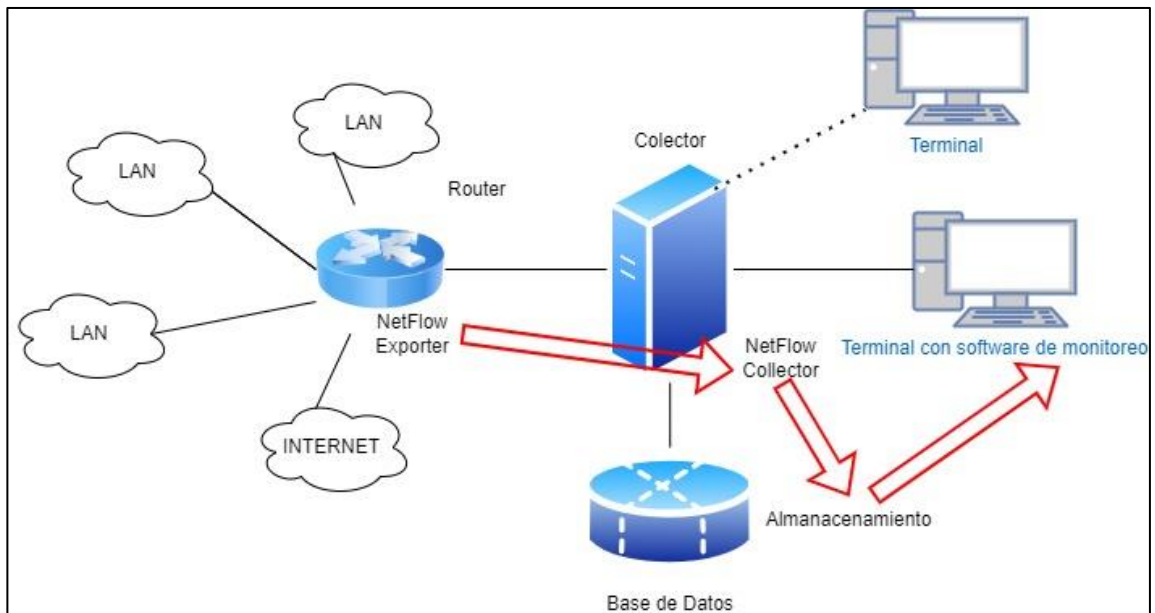 LAN
LAN
Colector
Terminal
Router
LAN
NetFlow
Exporter
NetFlow
Collector
Terminal con software de monitoreo
INTERNET
Almanacenamiento
Base de Datos